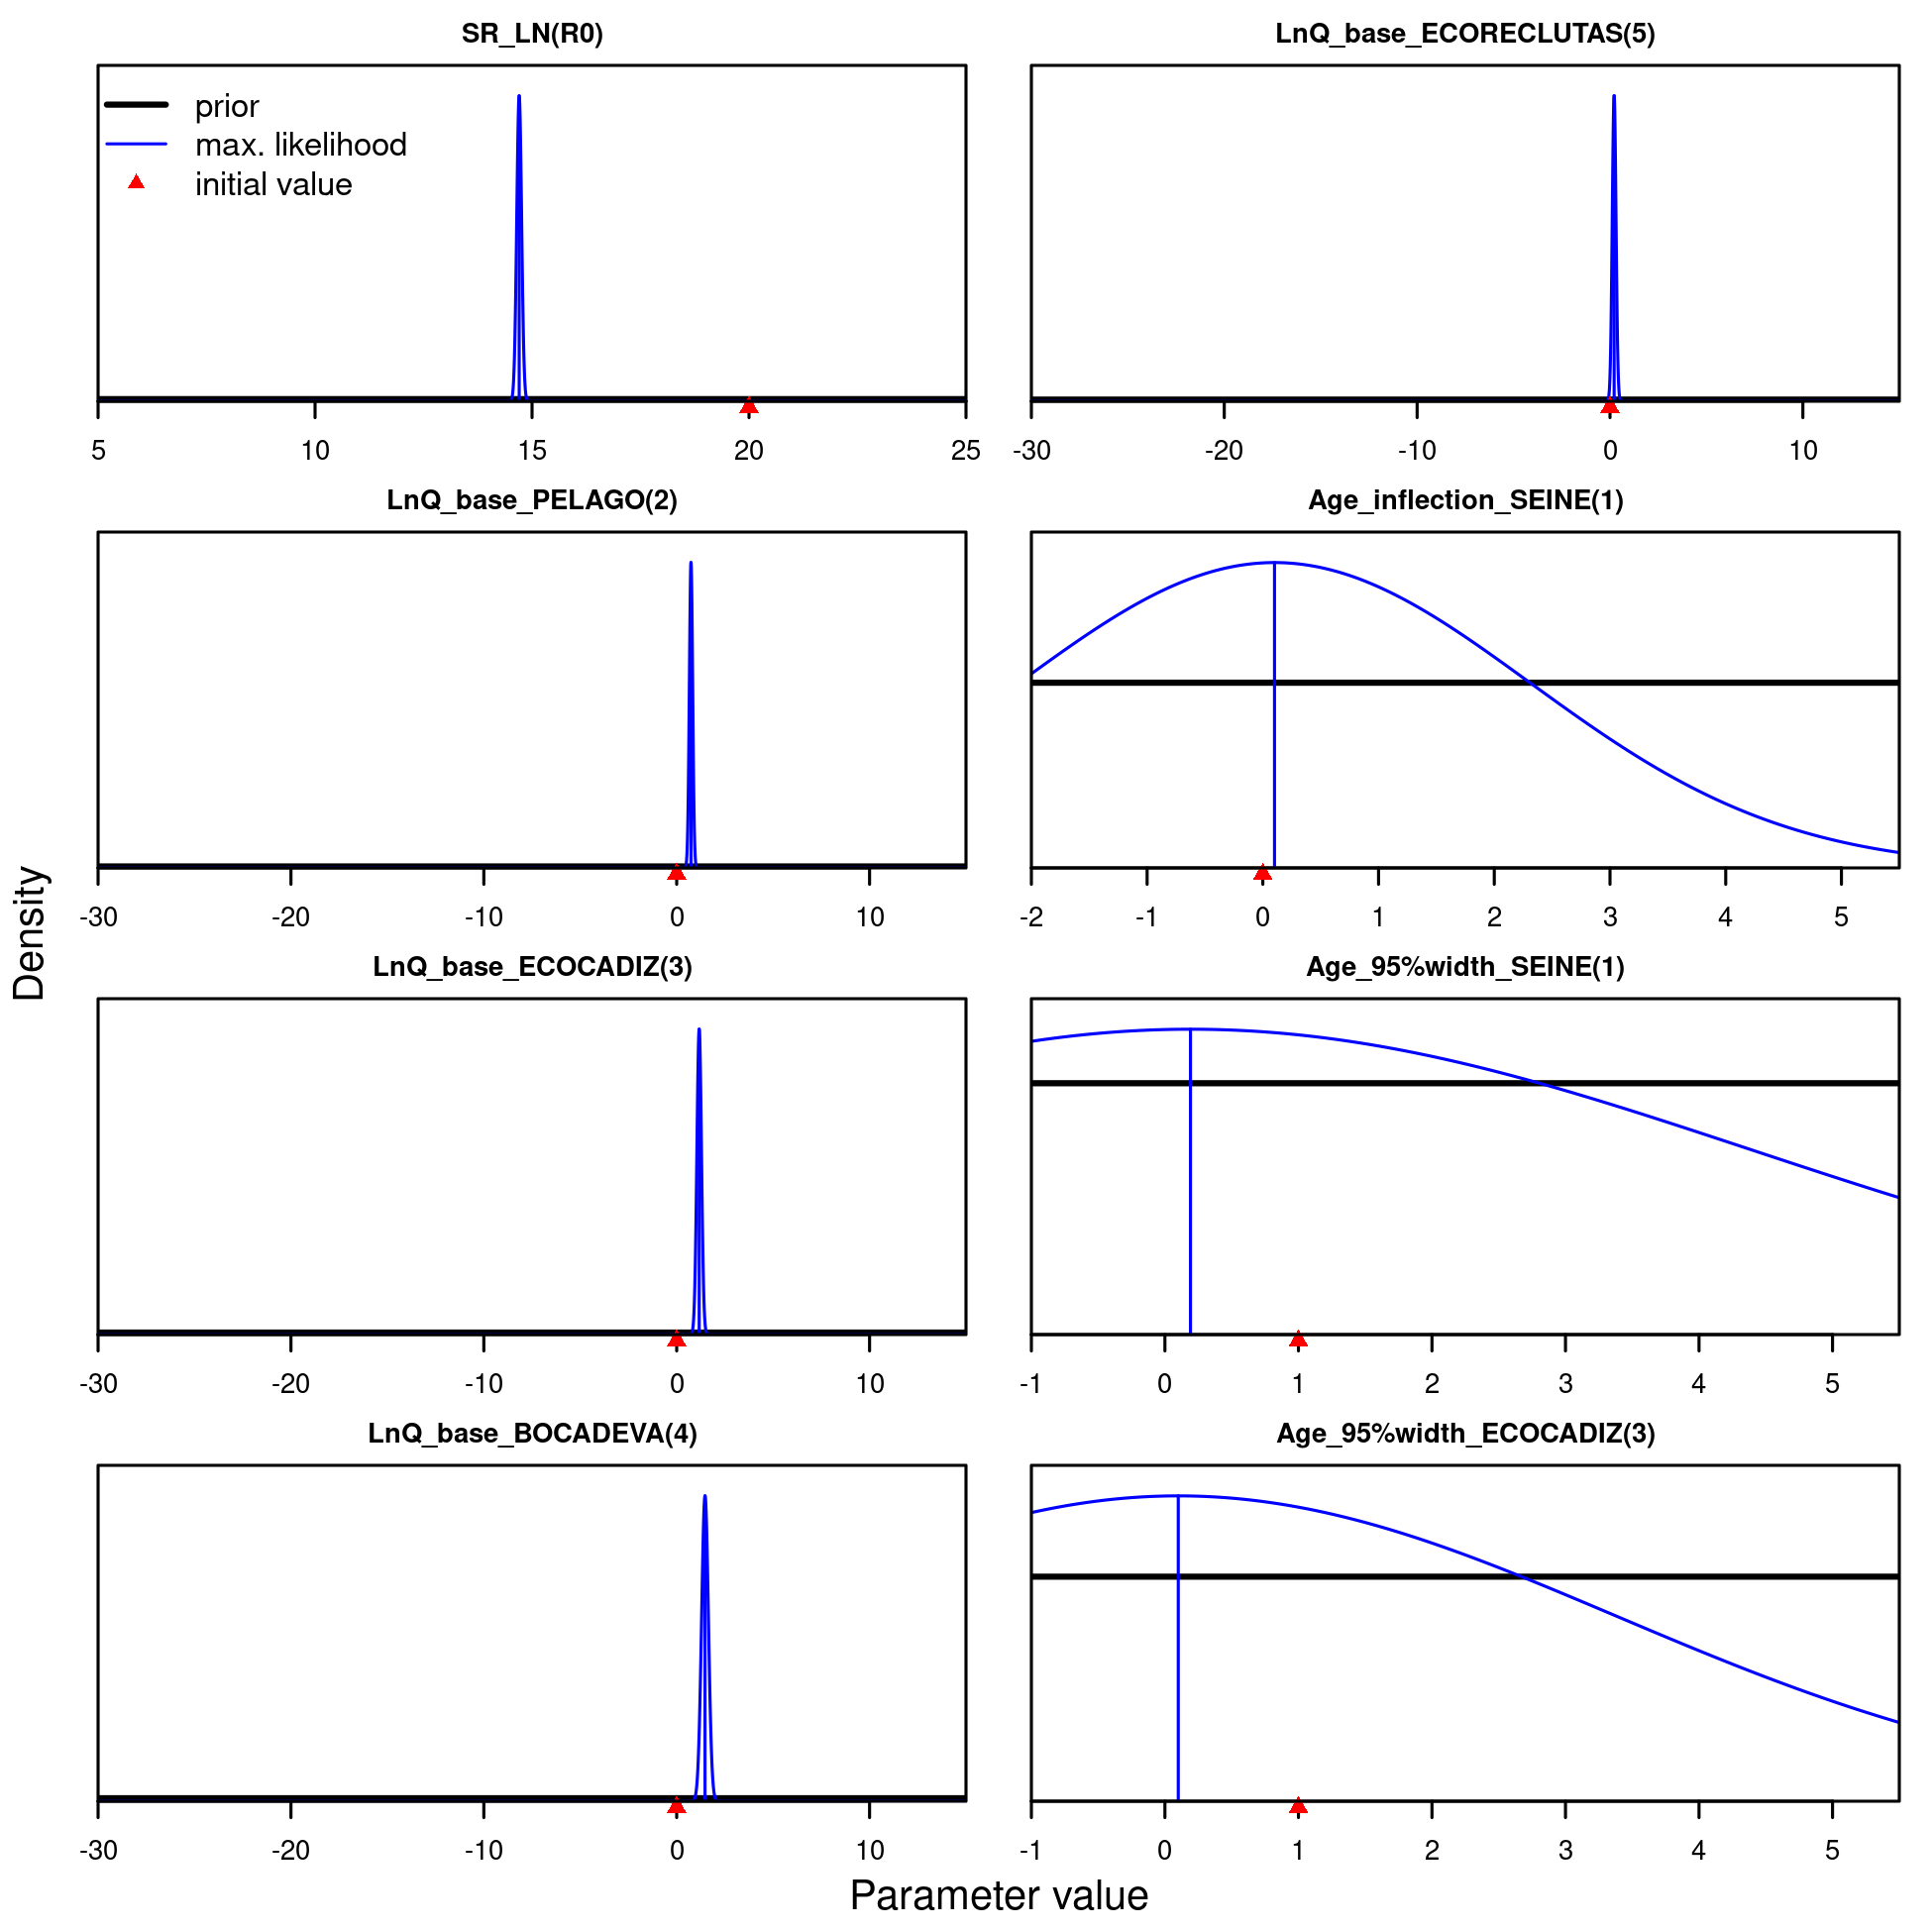 SR_LN(R0)
prior
max. likelihood
initial value
5 10 15 20 25
LnQ_base_ECORECLUTAS(5)
-30 -20 -10 0 10
LnQ_base_PELAGO(2)
-30 -20 -10 0 10
Age_inflection_SEINE(1)
-2 -1 0 1 2 3 4 5
LnQ_base_ECOCADIZ(3)
-30 -20 -10 0 10
Age_95%width_SEINE(1)
-1 0 1 2 3 4 5
LnQ_base_BOCADEVA(4)
-30 -20 -10 0 10
Age_95%width_ECOCADIZ(3)
-1 0 1 2 3 4 5
Density
Parameter value